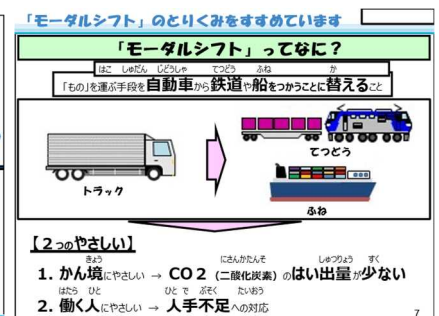 「モーダルシフト」のとりくみをすすめています
「モーダルシフト」ってなに？
はこ しゅだん じどうしゃ てつどう ふね か
「もの」を運ぶ手段を自動車から鉄道や船をつかうことに替えること
トラック
てつどう
ふね
【２つのやさしい】
きょう にさんかたんそ しゅつりょう すく
1. かん境にやさしい → CO２（二酸化炭素）のはい出量が少ない
はたら ひと ひと で ぶそく たいおう
2. 働く人にやさしい → 人手不足への対応
7